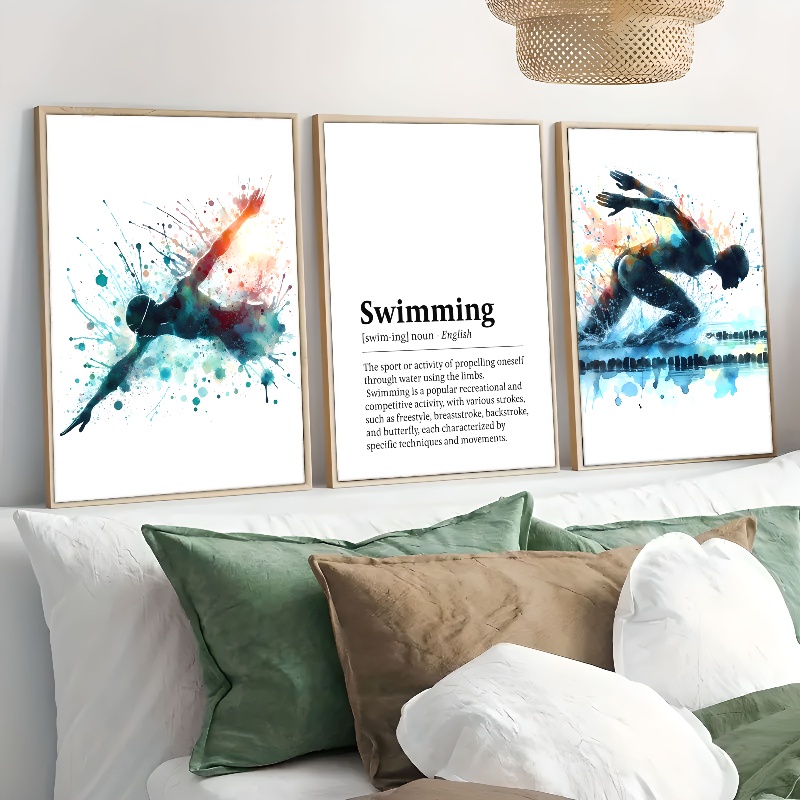 Swimming
[swim-ing] noun · English
The sport or activity of propelling oneself
through water using the limbs.
Swimming is a popular recreational and
competitive activity, with various strokes,
such as freestyle, breaststroke, backstroke,
and butterfly, each characterized by
specific techniques and movements.